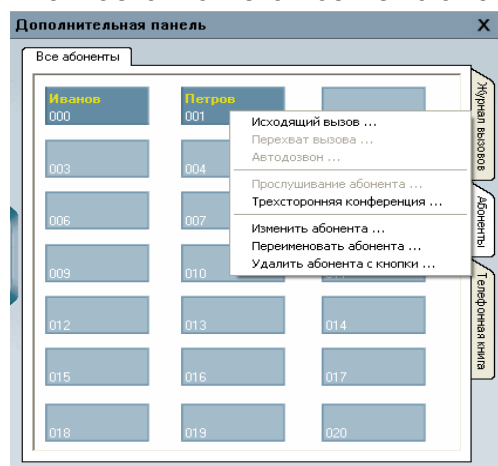 Дополнительная панель X
Все абоненты
Иванов
000
Петров
001
Исходящий вызов ...
Перехват вызова ...
Автодозвон ...
Прослушивание абонента ...
Трехсторонняя конференция ...
Изменить абонента ...
Переименовать абонента ...
Удалить абонента с кнопки ...
003
004
006
007
009
010
012
013
014
015
016
017
018
019
020
Журнал вызовов
Абоненты
Телефонная книга